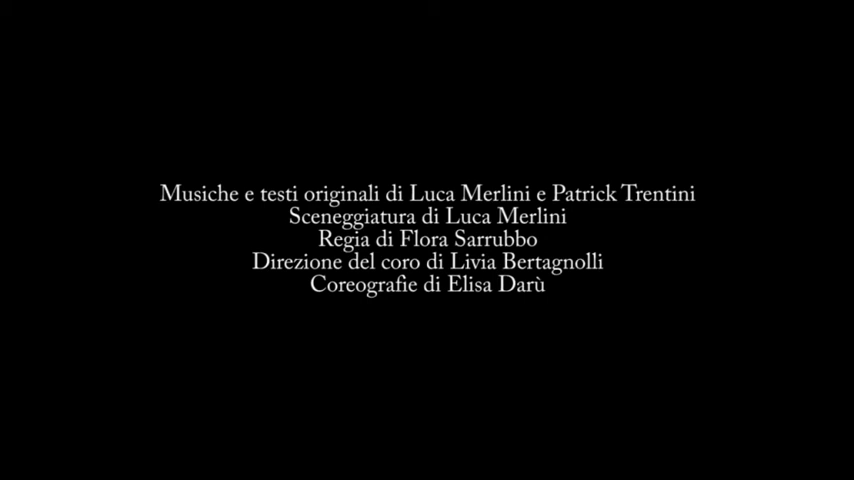 Musiche e testi originali di Luca Merlini e Patrick Trentini
Sceneggiatura di Luca Merlini
Regia di Flora Sarrubbo
Direzione del coro di Livia Bertagnolli
Coreografie di Elisa Darù